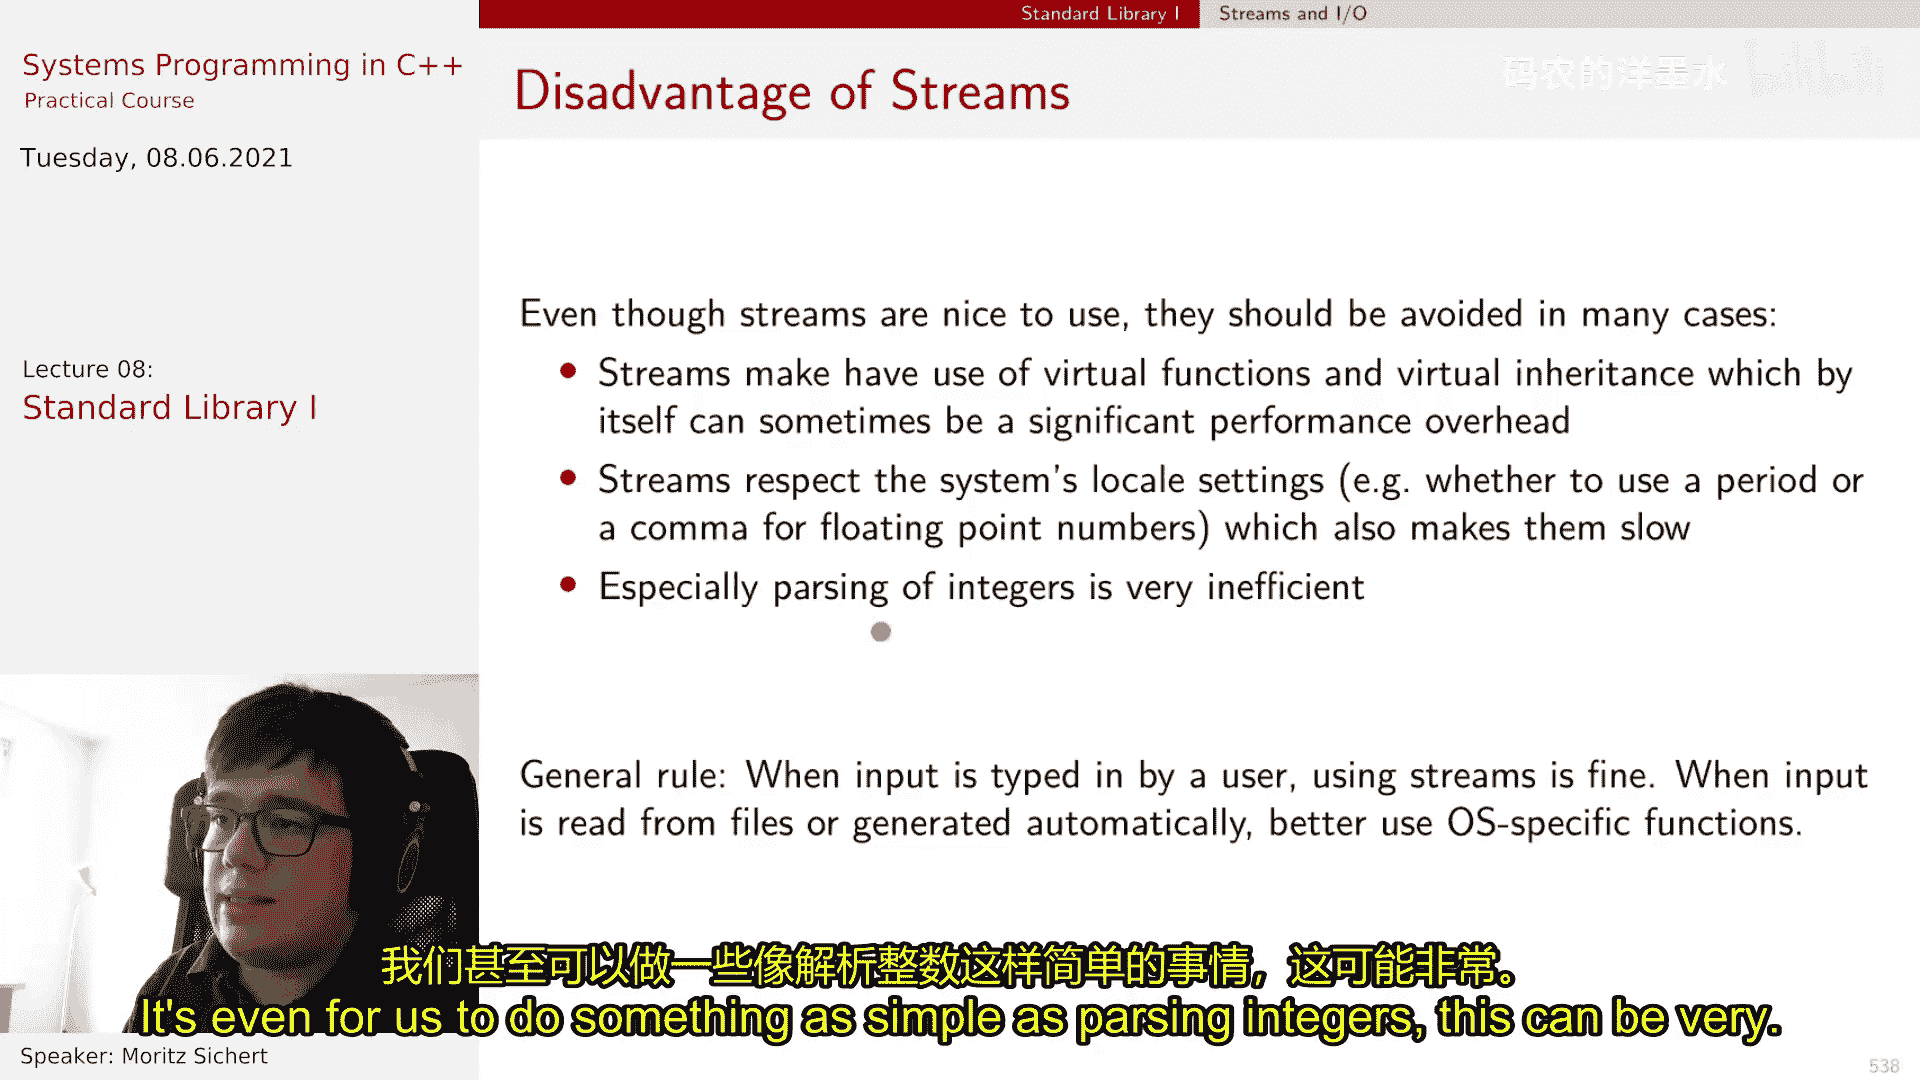 Standard Library I
Streams and I/O
Systems Programming in C++
Practical Course
Tuesday, 08.06.2021
Lecture 08:
Standard Library I
Disadvantage of Streams
码农的洋墨水 bilibili
Even though streams are nice to use, they should be avoided in many cases:
Streams make have use of virtual functions and virtual inheritance which by
itself can sometimes be a significant performance overhead
Streams respect the system's locale settings (e.g. whether to use a period or
a comma for floating point numbers) which also makes them slow
Especially parsing of integers is very inefficient
General rule: When input is typed in by a user, using streams is fine. When input
is read from files or generated automatically, better use OS-specific functions.
我们甚至可以做一些像解析整数这样简单的事情，这可能非常。
It's even for us to do something as simple as parsing integers, this can be very.
Speaker: Moritz Sichert
538